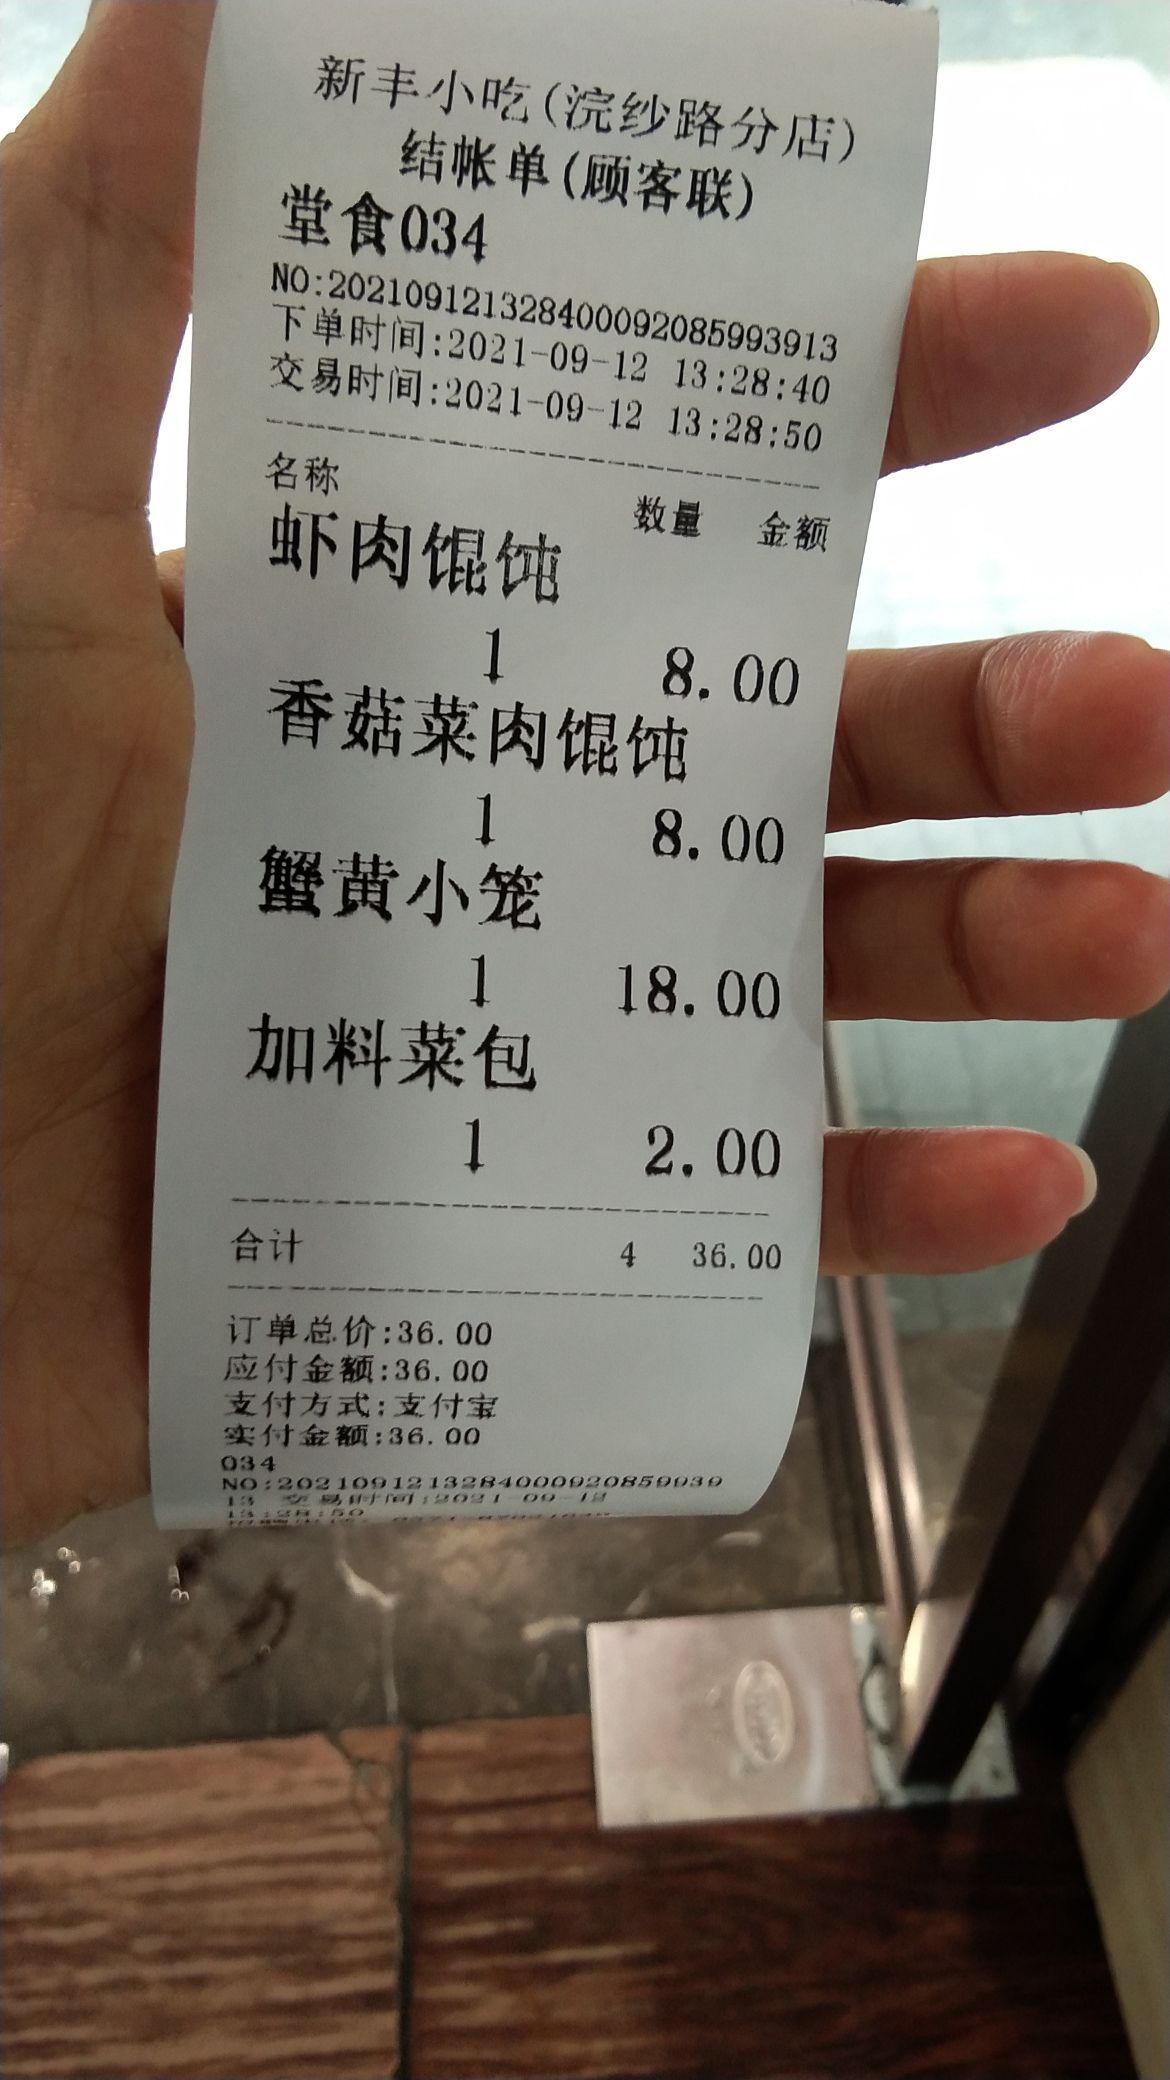 新丰小吃(浣纱路分店)
结帐单(顾客联)
堂食034
NO:20210912132840009208599​3913
下单时间:2021-09-12 13:28:40
交易时间:2021-09-12 13:28:50
名称 数量 金额
虾肉馄饨
1 8.00
香菇菜肉馄饨
1 8.00
蟹黄小笼
1 18.00
加料菜包
1 2.00
合计 4 36.00
订单总价:36.00
应付金额:36.00
支付方式:支付宝
实付金额:36.00
034
NO:202109121328400092085​9939
13 交易时间:2021-09-12
13:28:50